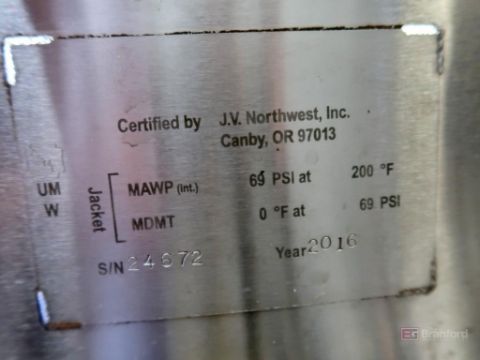 Certified by J.V. Northwest, Inc.
Canby, OR 97013
UM
W
Jacket
MAWP (Int.) 69 PSI at 200 °F
MDMT 0 °F at 69 PSI
S/N 24672 Year 2016
BG Branford